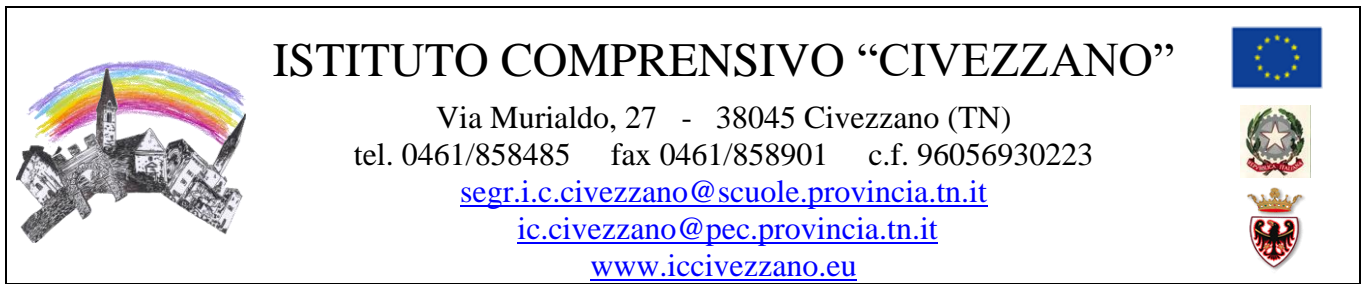 ISTITUTO COMPRENSIVO “CIVEZZANO”
Via Murialdo, 27 - 38045 Civezzano (TN)
tel. 0461/858485 fax 0461/858901 c.f. 96056930223
segr.i.c.civezzano@scuole.provincia.tn.it
ic.civezzano@pec.provincia.tn.it
www.iccivezzano.eu